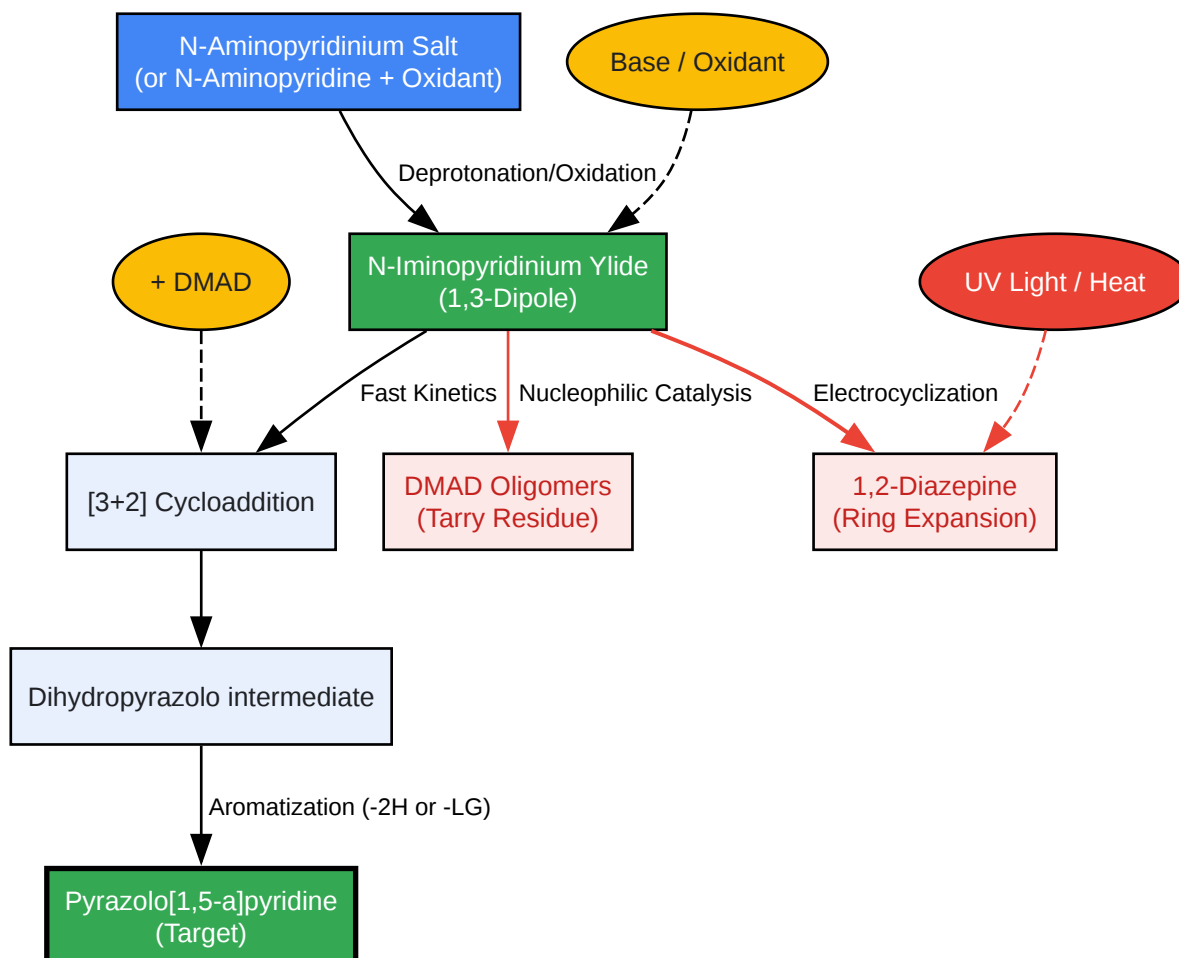 N-Aminopyridinium Salt
(or N-Aminopyridine + Oxidant)
Base / Oxidant
Deprotonation/Oxidation
+ DMAD
N-Iminopyridinium Ylide
(1,3-Dipole)
UV Light / Heat
Fast Kinetics
Nucleophilic Catalysis
Electrocyclization
[3+2] Cycloaddition
DMAD Oligomers
(Tarry Residue)
1,2-Diazepine
(Ring Expansion)
Dihydropyrazolo intermediate
Aromatization (-2H or -LG)
Pyrazolo[1,5-a]pyridine
(Target)